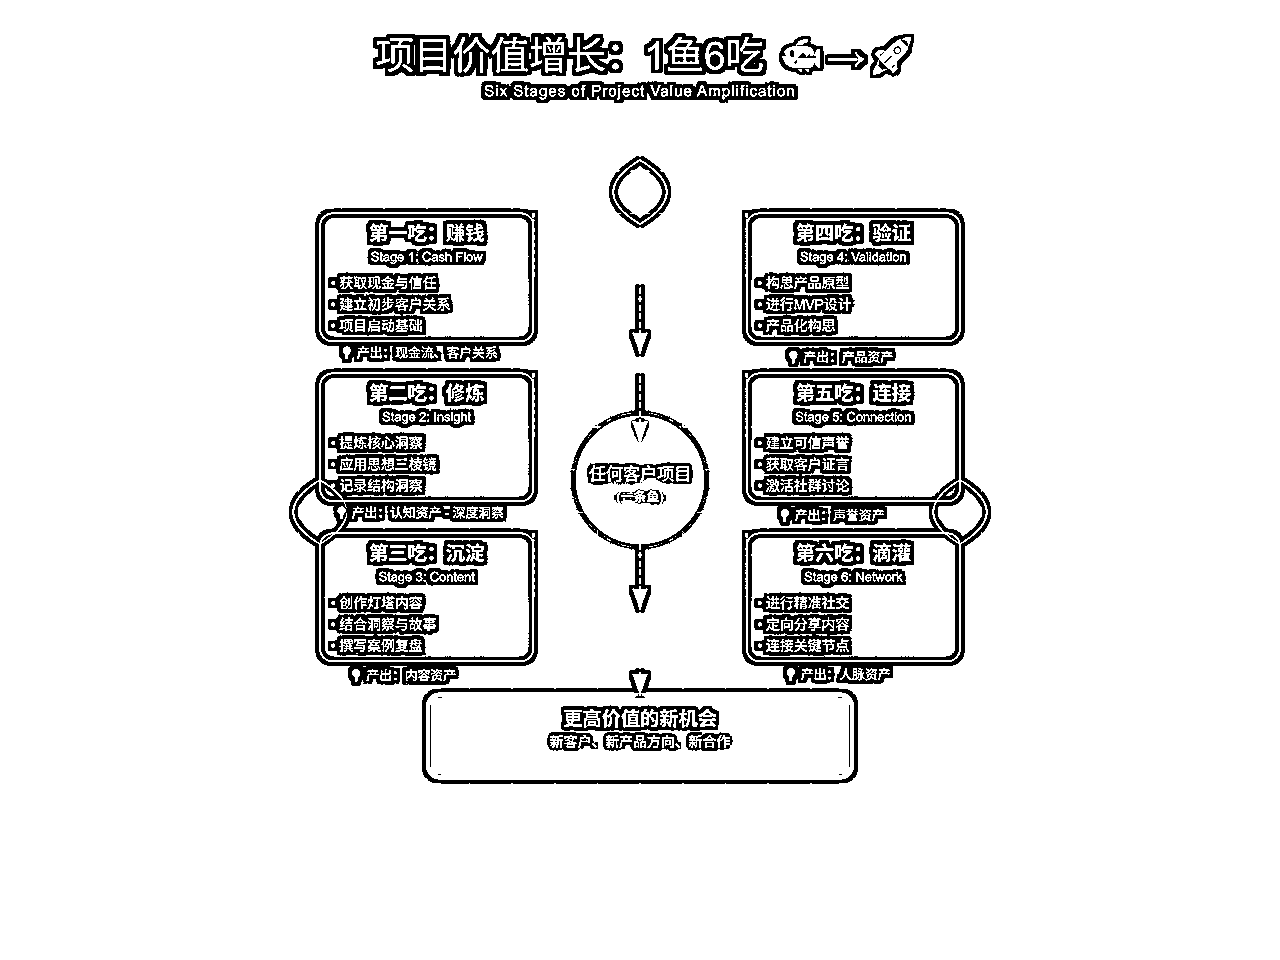 项目价值增长：1鱼6吃 🐟→🚀
Six Stages of Project Value Amplification
第一吃：赚钱
Stage 1: Cash Flow
获取现金与信任
建立初步客户关系
项目启动基础
产出：现金流、客户关系
第二吃：修炼
Stage 2: Insight
提炼核心洞察
应用思想三棱镜
记录结构洞察
产出：认知资产 - 深度洞察
第三吃：沉淀
Stage 3: Content
创作灯塔内容
结合洞察与故事
撰写案例复盘
产出：内容资产
任何客户项目
(一条鱼)
第四吃：验证
Stage 4: Validation
构思产品原型
进行MVP设计
产品化构思
产出：产品资产
第五吃：连接
Stage 5: Connection
建立可信声誉
获取客户证言
激活社群讨论
产出：声誉资产
第六吃：滴灌
Stage 6: Network
进行精准社交
定向分享内容
连接关键节点
产出：人脉资产
更高价值的新机会
新客户、新产品方向、新合作